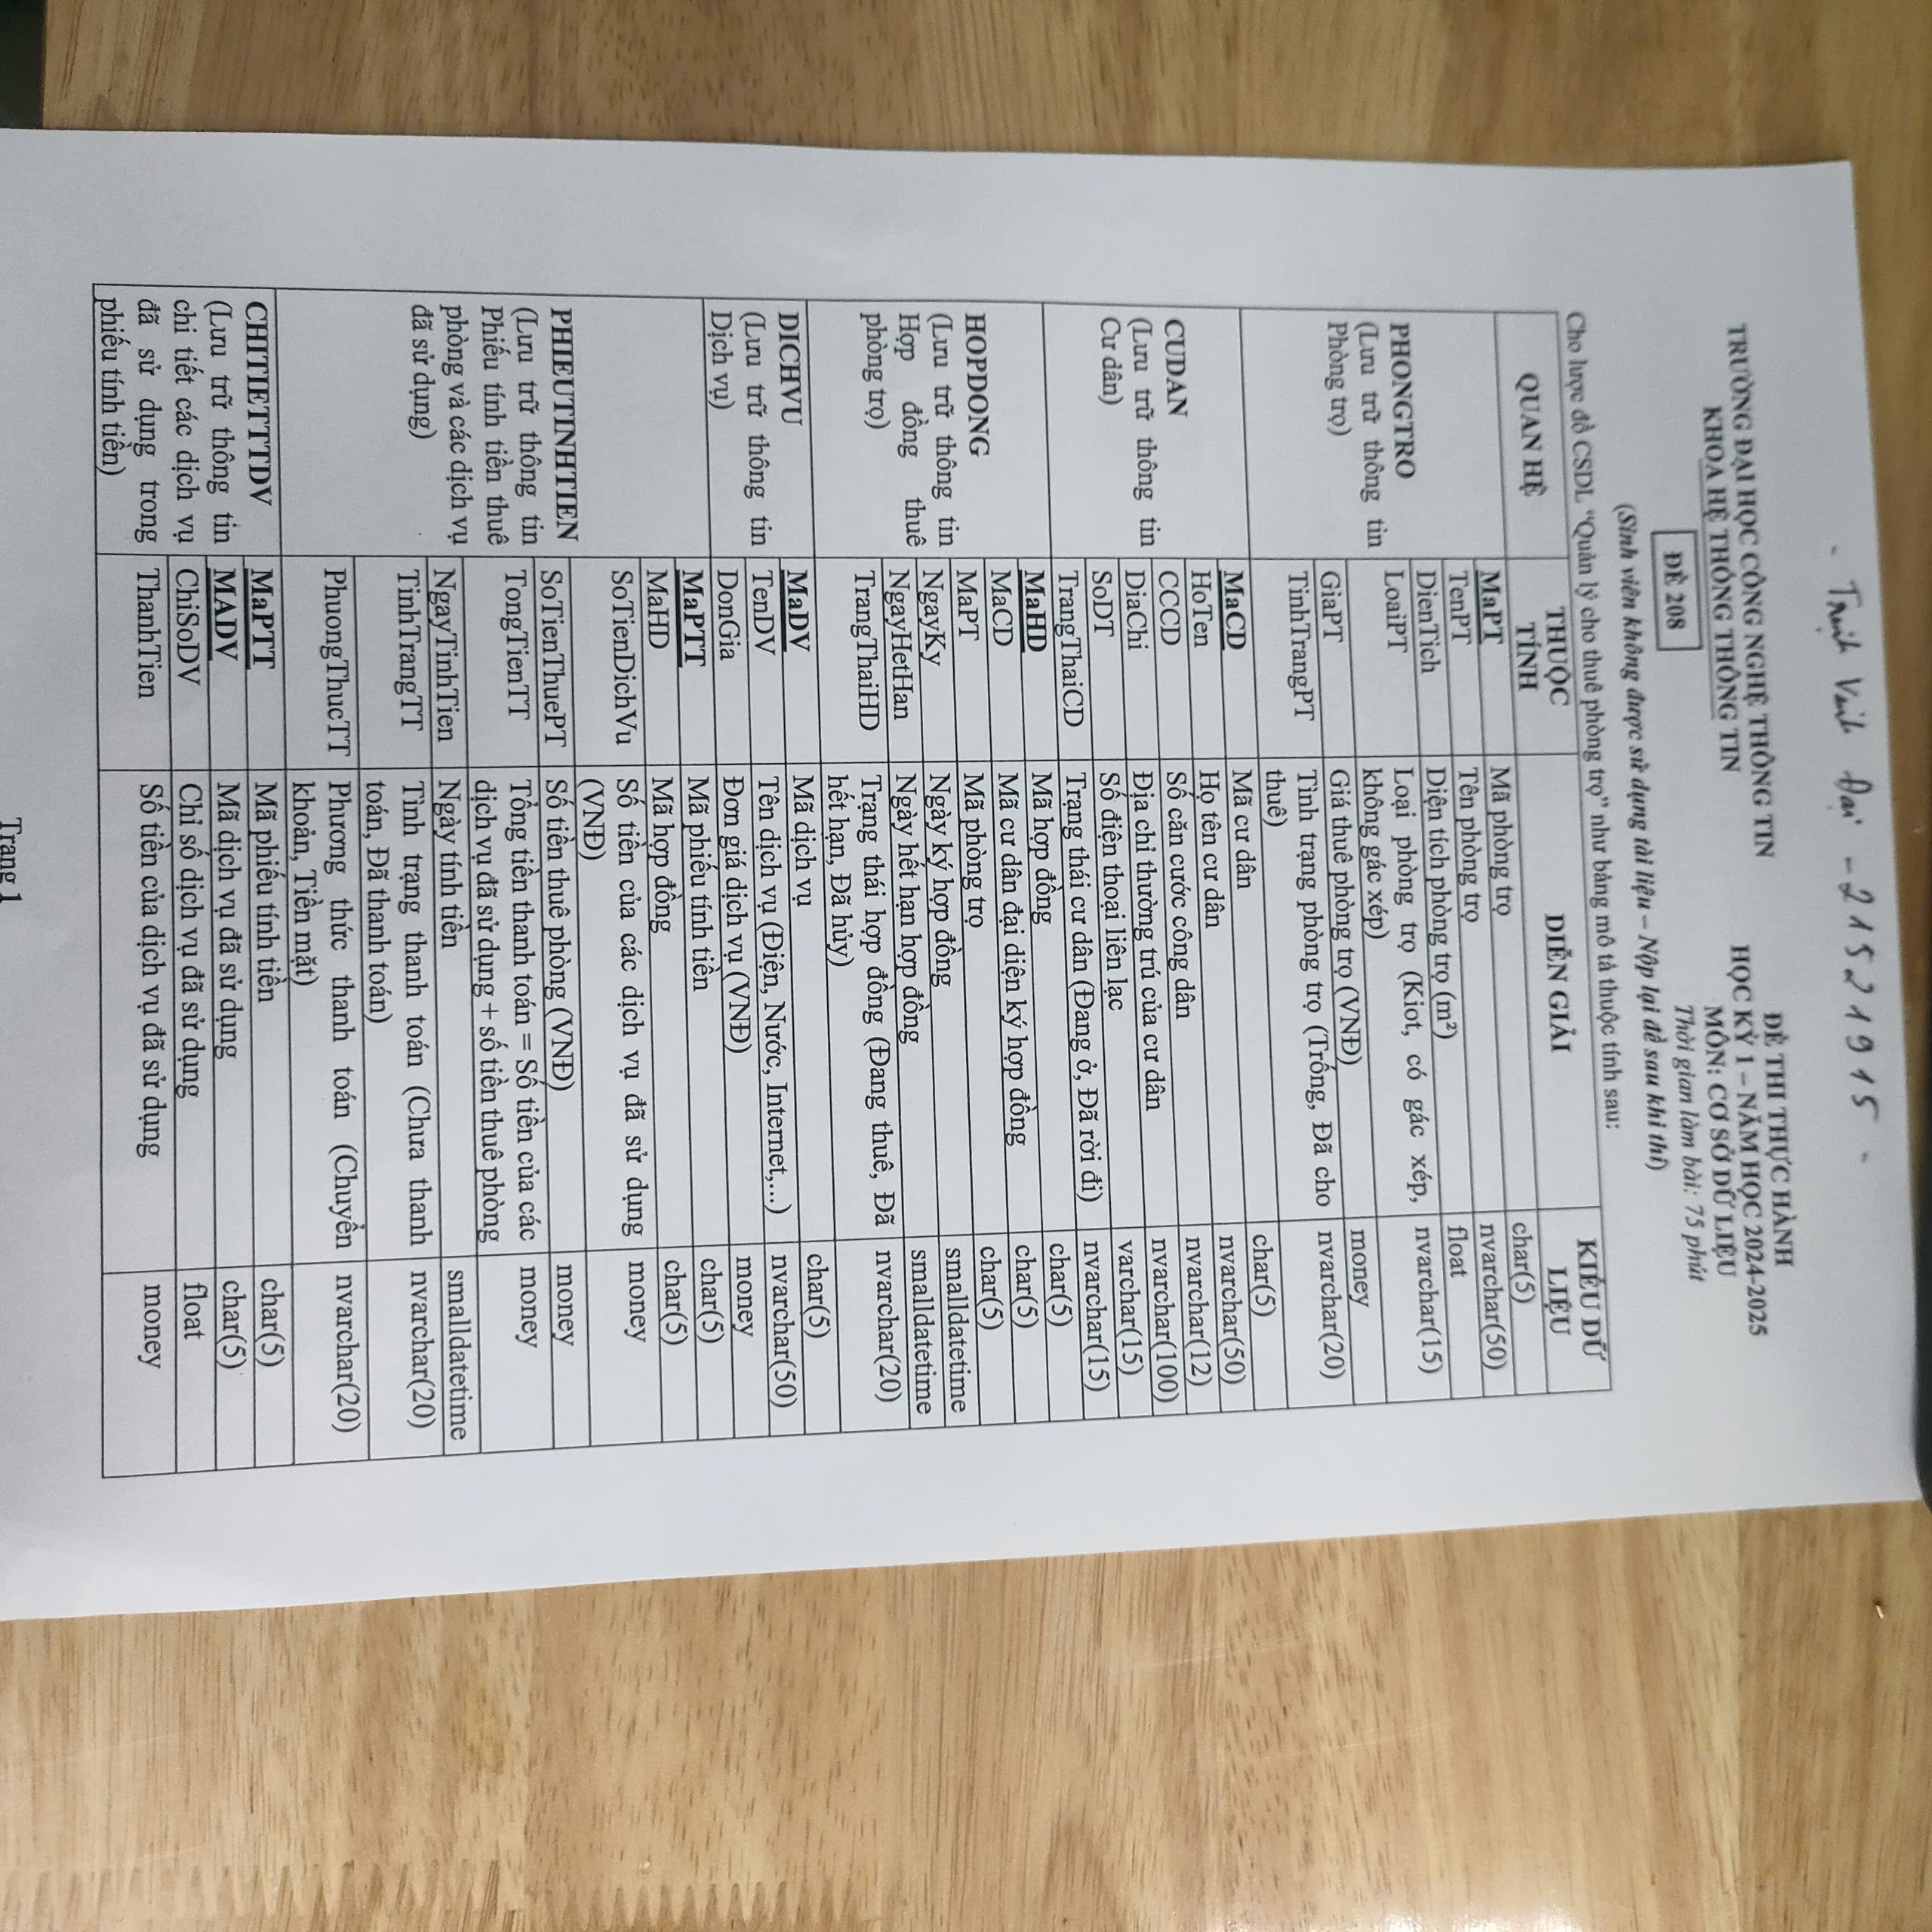 - Trịnh Vinh Đại - 21521915 -
TRƯỜNG ĐẠI HỌC CÔNG NGHỆ THÔNG TIN
KHOA HỆ THỐNG THÔNG TIN
ĐỀ 208
ĐỀ THI THỰC HÀNH
HỌC KỲ 1 – NĂM HỌC 2024-2025
MÔN: CƠ SỞ DỮ LIỆU
Thời gian làm bài: 75 phút
(Sinh viên không được sử dụng tài liệu – Nộp lại đề sau khi thi)
Cho lược đồ CSDL “Quản lý cho thuê phòng trọ” như bảng mô tả thuộc tính sau:
QUAN HỆ
THUỘC
TÍNH
DIỄN GIẢI
KIỂU DỮ
LIỆU
PHONGTRO
(Lưu trữ thông tin
Phòng trọ)
MaPT
Mã phòng trọ
char(5)
TenPT
Tên phòng trọ
nvarchar(50)
DienTich
Diện tích phòng trọ (m²)
float
LoaiPT
Loại phòng trọ (Kiot, có gác xép,
không gác xép)
nvarchar(15)
GiaPT
Giá thuê phòng trọ (VNĐ)
money
TinhTrangPT
Tình trạng phòng trọ (Trống, Đã cho
thuê)
nvarchar(20)
CUDAN
(Lưu trữ thông tin
Cư dân)
MaCD
Mã cư dân
char(5)
HoTen
Họ tên cư dân
nvarchar(50)
CCCD
Số căn cước công dân
nvarchar(12)
DiaChi
Địa chỉ thường trú của cư dân
nvarchar(100)
SoDT
Số điện thoại liên lạc
varchar(15)
TrangThaiCD
Trạng thái cư dân (Đang ở, Đã rời đi)
nvarchar(15)
HOPDONG
(Lưu trữ thông tin
Hợp đồng thuê
phòng trọ)
MaHD
Mã hợp đồng
char(5)
MaCD
Mã cư dân đại diện ký hợp đồng
char(5)
MaPT
Mã phòng trọ
char(5)
NgayKy
Ngày ký hợp đồng
smalldatetime
NgayHetHan
Ngày hết hạn hợp đồng
smalldatetime
TrangThaiHD
Trạng thái hợp đồng (Đang thuê, Đã
hết hạn, Đã hủy)
nvarchar(20)
DICHVU
(Lưu trữ thông tin
Dịch vụ)
MaDV
Mã dịch vụ
char(5)
TenDV
Tên dịch vụ (Điện, Nước, Internet,...)
nvarchar(50)
DonGia
Đơn giá dịch vụ (VNĐ)
money
PHIEUTINHTIEN
(Lưu trữ thông tin
Phiếu tính tiền thuê
phòng và các dịch vụ
đã sử dụng)
MaPTT
Mã phiếu tính tiền
char(5)
MaHD
Mã hợp đồng
char(5)
SoTienDichVu
Số tiền của các dịch vụ đã sử dụng
(VNĐ)
money
SoTienThuePT
Số tiền thuê phòng (VNĐ)
money
TongTienTT
Tổng tiền thanh toán = Số tiền của các
dịch vụ đã sử dụng + số tiền thuê phòng
money
NgayTinhTien
Ngày tính tiền
smalldatetime
TinhTrangTT
Tình trạng thanh toán (Chưa thanh
toán, Đã thanh toán)
nvarchar(20)
PhuongThucTT
Phương thức thanh toán (Chuyển
khoản, Tiền mặt)
nvarchar(20)
CHITIETTTDV
(Lưu trữ thông tin
chi tiết các dịch vụ
đã sử dụng trong
phiếu tính tiền)
MaPTT
Mã phiếu tính tiền
char(5)
MADV
Mã dịch vụ đã sử dụng
char(5)
ChiSoDV
Chỉ số dịch vụ đã sử dụng
float
ThanhTien
Số tiền của dịch vụ đã sử dụng
money
Trang 1